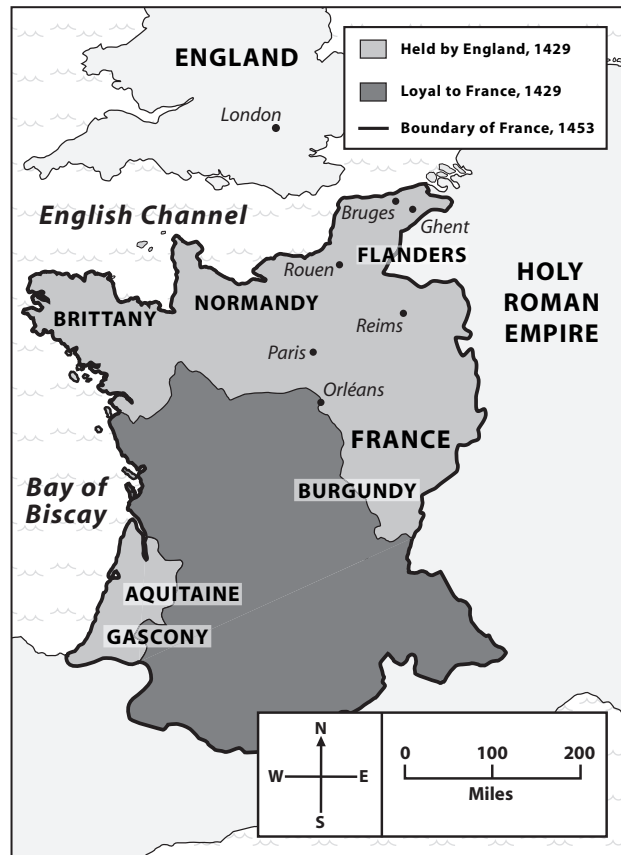 ENGLAND
London
Held by England, 1429
Loyal to France, 1429
Boundary of France, 1453
English Channel
Bruges
Ghent
FLANDERS
Rouen
HOLY
ROMAN
EMPIRE
NORMANDY
BRITTANY
Reims
Paris
Orléans
FRANCE
Bay of
Biscay
BURGUNDY
AQUITAINE
GASCONY
N
W
E
S
0 100 200
Miles